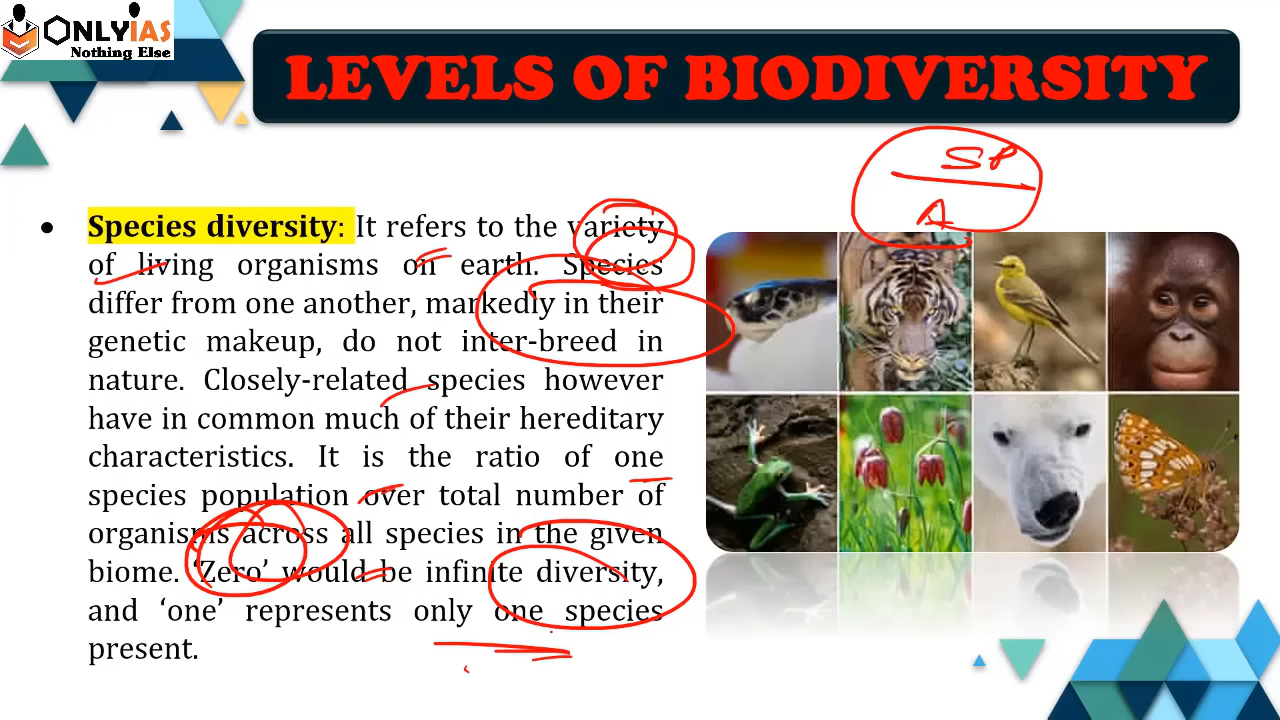 ONLYIAS
Nothing Else
LEVELS OF BIODIVERSITY
SP
A
• Species diversity: It refers to the variety
of living organisms on earth. Species
differ from one another, markedly in their
genetic makeup, do not inter-breed in
nature. Closely-related species however
have in common much of their hereditary
characteristics. It is the ratio of one
species population over total number of
organisms across all species in the given
biome. ‘Zero’ would be infinite diversity,
and ‘one’ represents only one species
present.